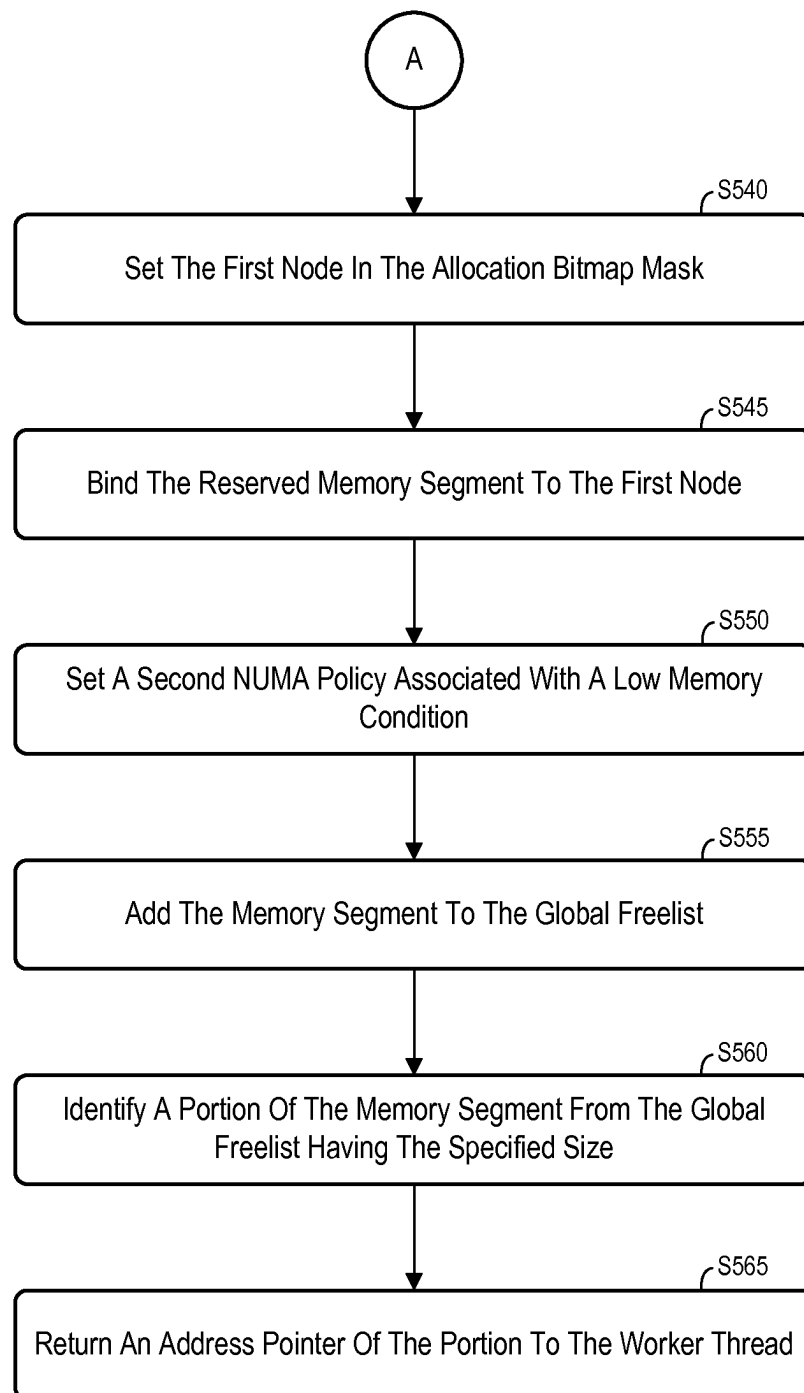 A
S540
Set The First Node In The Allocation Bitmap Mask
S545
Bind The Reserved Memory Segment To The First Node
S550
Set A Second NUMA Policy Associated With A Low Memory
Condition
S555
Add The Memory Segment To The Global Freelist
S560
Identify A Portion Of The Memory Segment From The Global
Freelist Having The Specified Size
S565
Return An Address Pointer Of The Portion To The Worker Thread